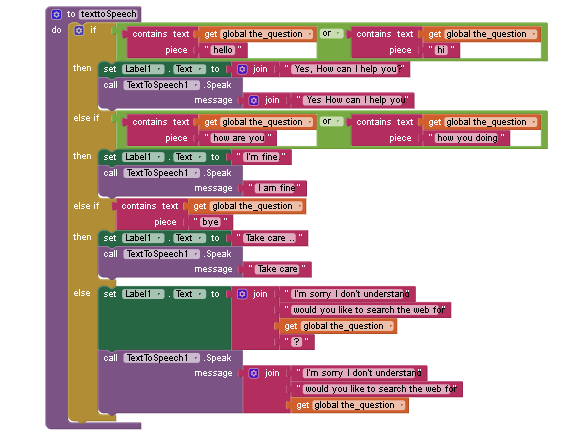 to texttoSpeech
do if contains text get global the_question or contains text get global the_question
piece " hello " piece " hi "
then set Label1 . Text to join " Yes, How can I help you? "
call TextToSpeech1 .Speak
message join " Yes How can I help you "
else if contains text get global the_question or contains text get global the_question
piece " how are you " piece " how you doing "
then set Label1 . Text to " I'm fine "
call TextToSpeech1 .Speak
message " I am fine "
else if contains text get global the_question
piece " bye "
then set Label1 . Text to " Take care .. "
call TextToSpeech1 .Speak
message " Take care "
else set Label1 . Text to join " I'm sorry I don't understand "
" would you like to search the web for "
get global the_question
" ? "
call TextToSpeech1 .Speak
message join " I'm sorry I don't understand "
" would you like to search the web for "
get global the_question